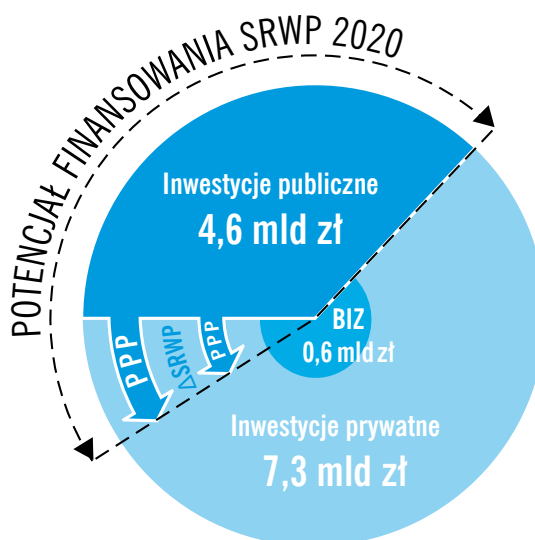 POTENCJAŁ FINANSOWANIA SRWP 2020
Inwestycje publiczne
4,6 mld zł
PPP
ΔSRWP
PPP
BIZ
0,6 mld zł
Inwestycje prywatne
7,3 mld zł